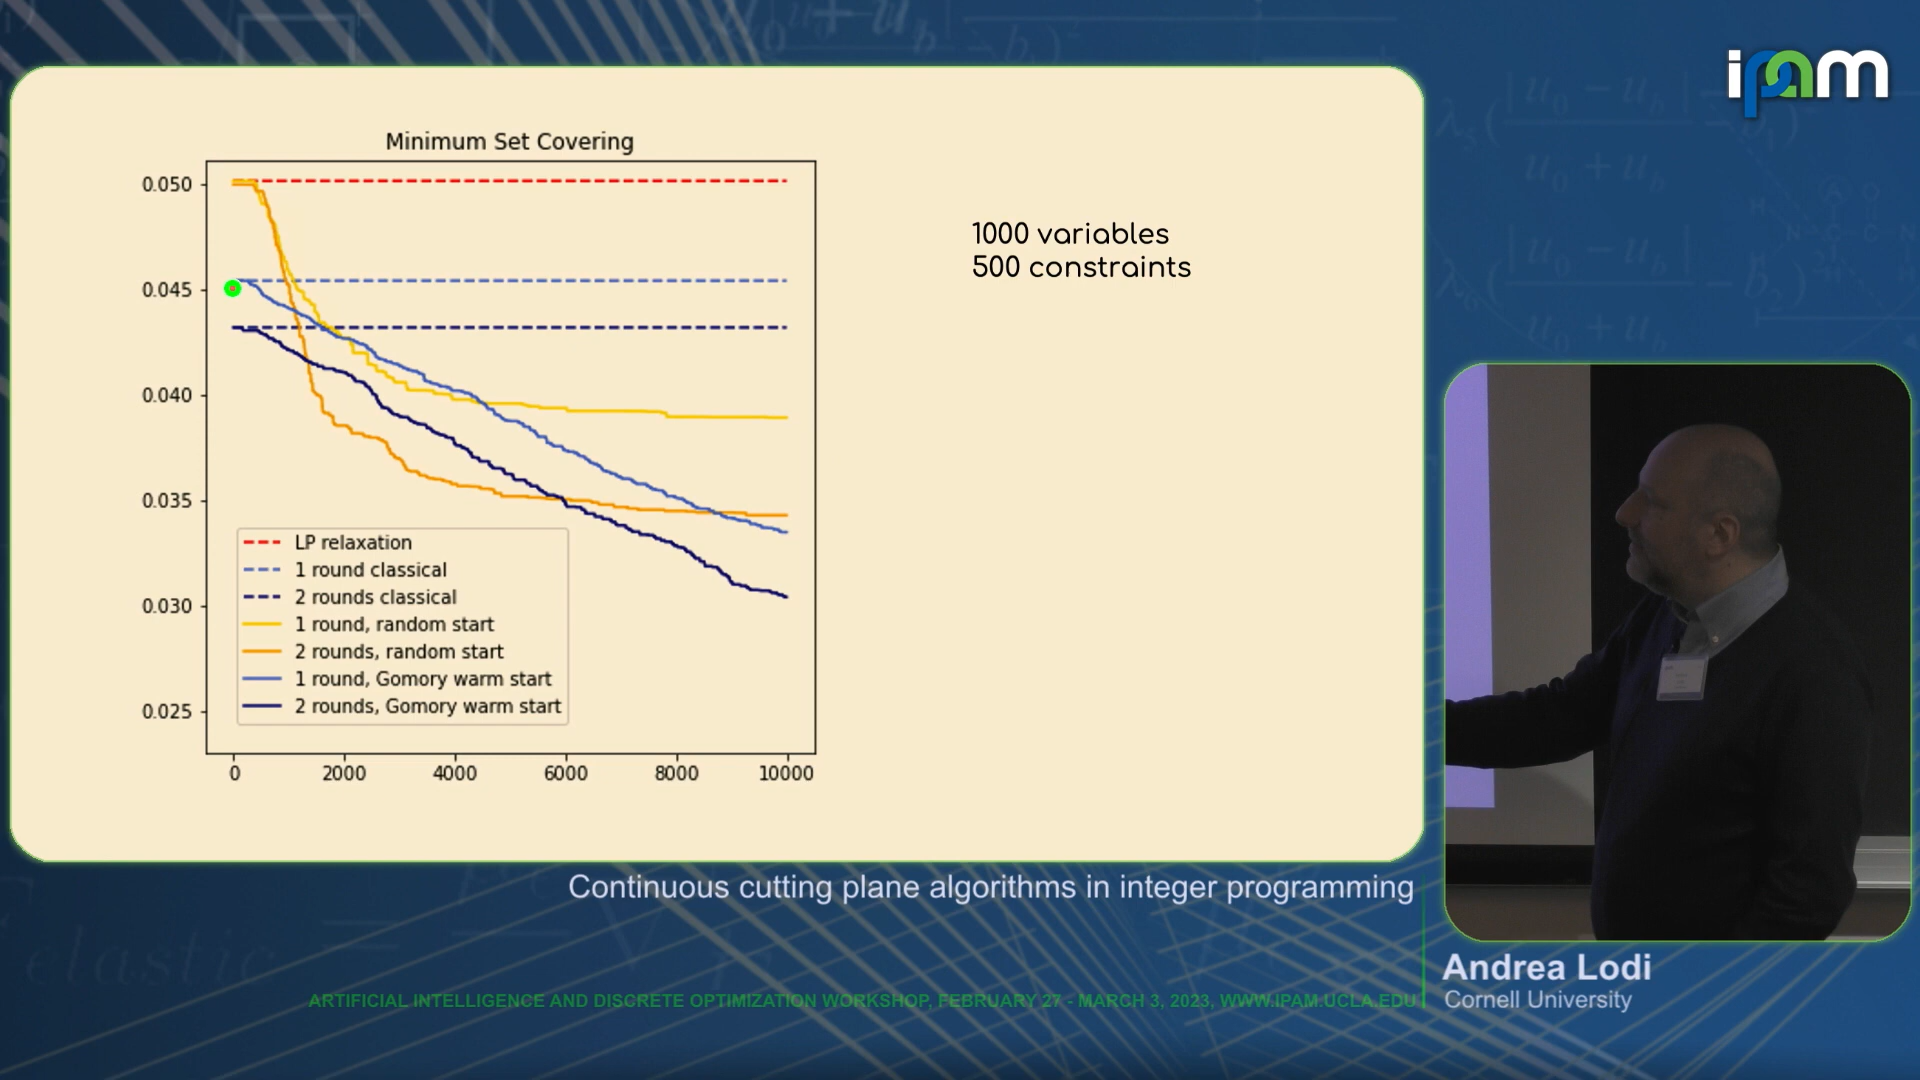 ipam
Minimum Set Covering
0.050
0.045
0.040
0.035
0.030
0.025
LP relaxation
1 round classical
2 rounds classical
1 round, random start
2 rounds, random start
1 round, Gomory warm start
2 rounds, Gomory warm start
0 2000 4000 6000 8000 10000
1000 variables
500 constraints
Continuous cutting plane algorithms in integer programming
Andrea Lodi
Cornell University
ARTIFICIAL INTELLIGENCE AND DISCRETE OPTIMIZATION WORKSHOP, FEBRUARY 27 - MARCH 3, 2023, WWW.IPAM.UCLA.EDU
elastic